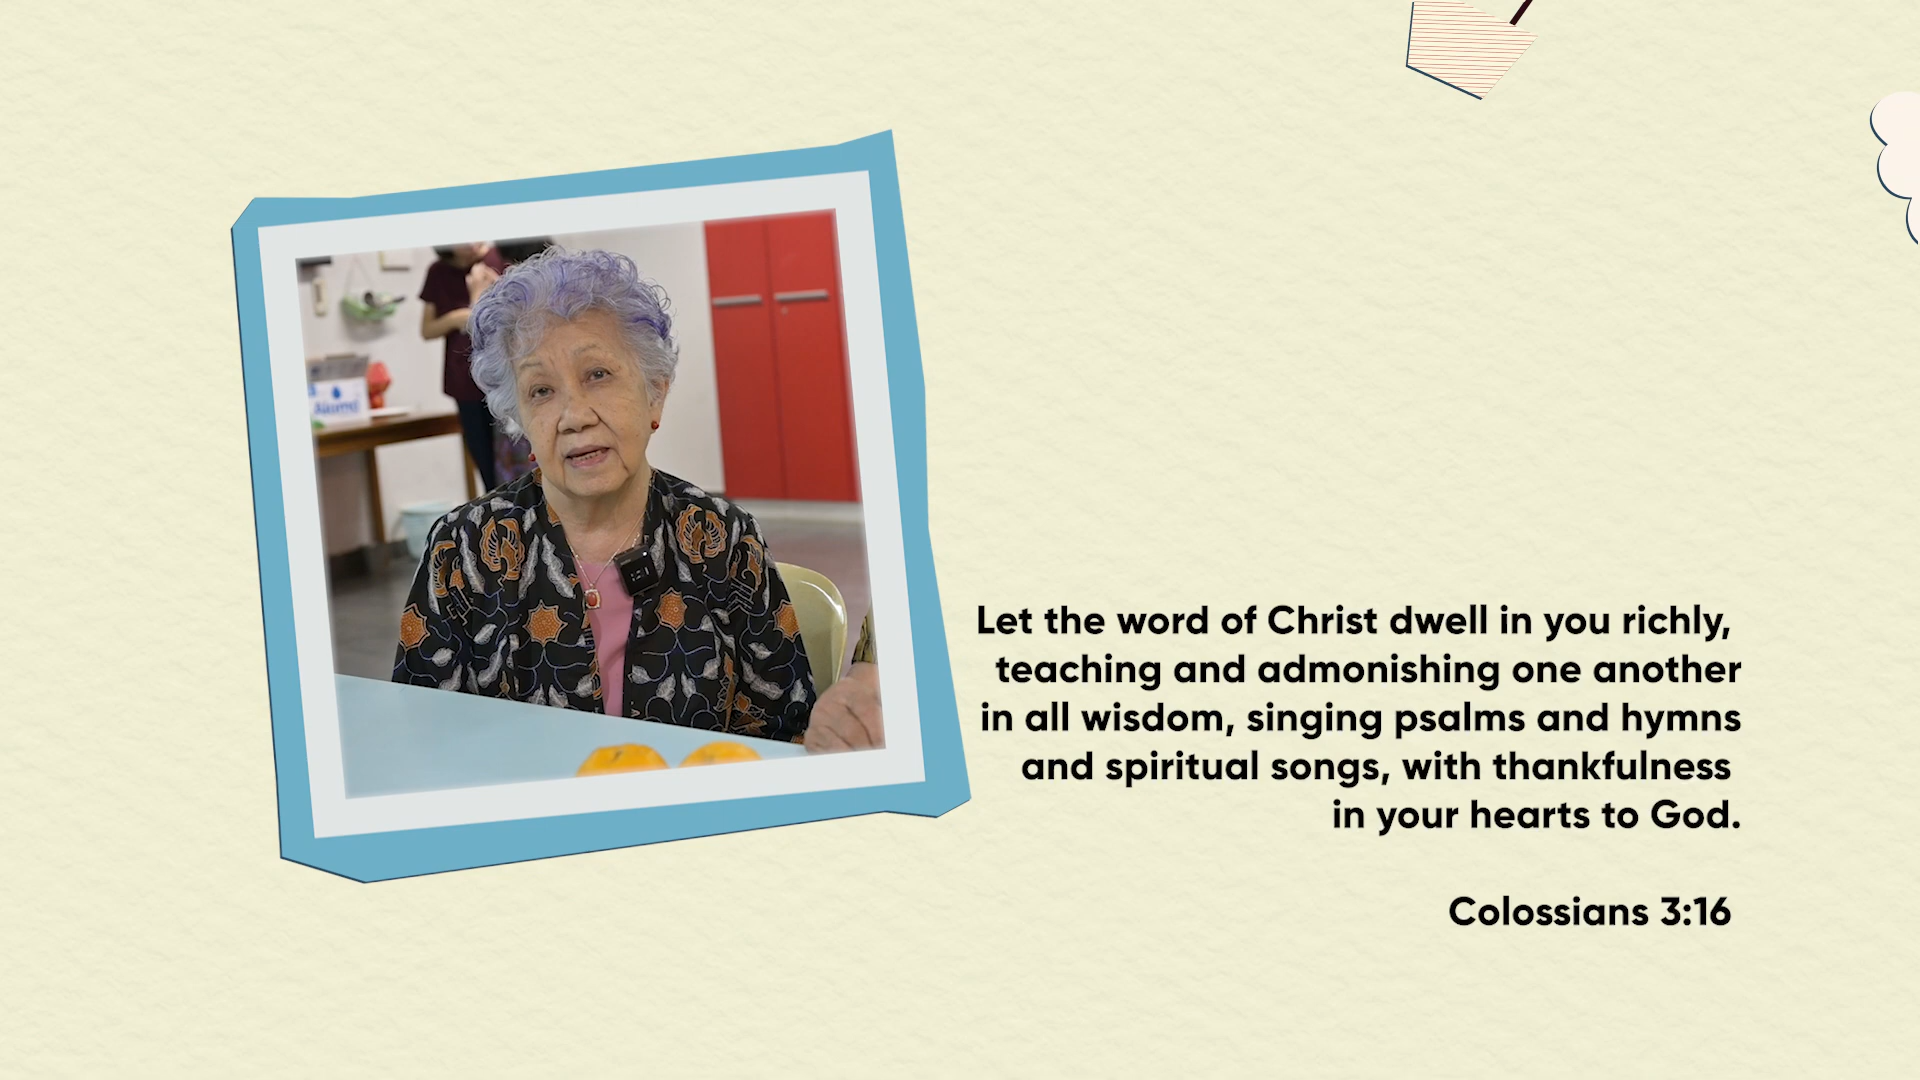 Let the word of Christ dwell in you richly,
teaching and admonishing one another
in all wisdom, singing psalms and hymns
and spiritual songs, with thankfulness
in your hearts to God.
Colossians 3:16